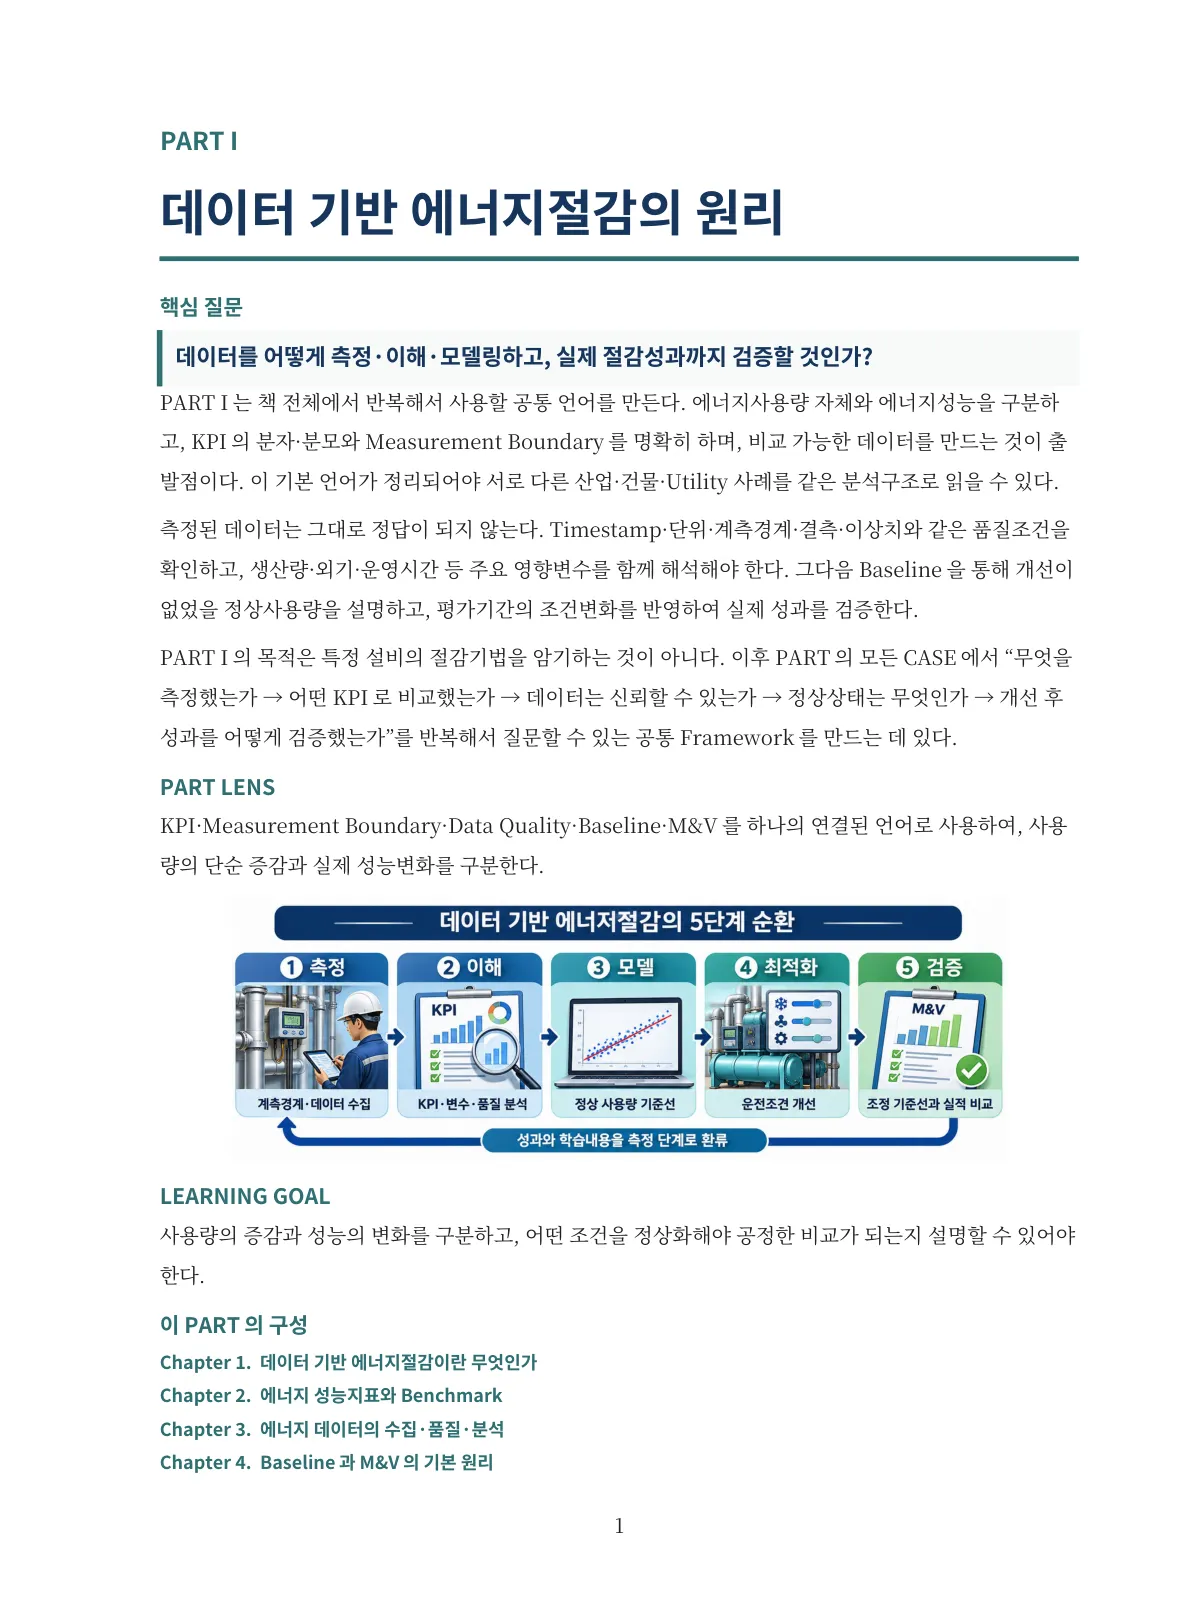 PART I
데이터 기반 에너지절감의 원리
핵심 질문
데이터를 어떻게 측정·이해·모델링하고, 실제 절감성과까지 검증할 것인가?
PART I 는 책 전체에서 반복해서 사용할 공통 언어를 만든다. 에너지사용량 자체와 에너지성능을 구분하
고, KPI 의 분자·분모와 Measurement Boundary 를 명확히 하며, 비교 가능한 데이터를 만드는 것이 출
발점이다. 이 기본 언어가 정리되어야 서로 다른 산업·건물·Utility 사례를 같은 분석구조로 읽을 수 있다.
측정된 데이터는 그대로 정답이 되지 않는다. Timestamp·단위·계측경계·결측·이상치와 같은 품질조건을
확인하고, 생산량·외기·운영시간 등 주요 영향변수를 함께 해석해야 한다. 그다음 Baseline 을 통해 개선이
없었을 정상사용량을 설명하고, 평가기간의 조건변화를 반영하여 실제 성과를 검증한다.
PART I 의 목적은 특정 설비의 절감기법을 암기하는 것이 아니다. 이후 PART 의 모든 CASE 에서 “무엇을
측정했는가 → 어떤 KPI 로 비교했는가 → 데이터는 신뢰할 수 있는가 → 정상상태는 무엇인가 → 개선 후
성과를 어떻게 검증했는가”를 반복해서 질문할 수 있는 공통 Framework 를 만드는 데 있다.
PART LENS
KPI·Measurement Boundary·Data Quality·Baseline·M&V 를 하나의 연결된 언어로 사용하여, 사용
량의 단순 증감과 실제 성능변화를 구분한다.
데이터 기반 에너저절감의 5단계 순환
1 측정
2 이해
3 모델
4 최적화
5 검증
KPI
M&V
계측경계·데이터 수집
KPI·변수·품질 분석
정상 사용량 기준선
운전조건 개선
조정 기준선과 실적 비교
성과와 학습내용을 측정 단계로 환류
LEARNING GOAL
사용량의 증감과 성능의 변화를 구분하고, 어떤 조건을 정상화해야 공정한 비교가 되는지 설명할 수 있어야
한다.
이 PART 의 구성
Chapter 1. 데이터 기반 에너지절감이란 무엇인가
Chapter 2. 에너지 성능지표와 Benchmark
Chapter 3. 에너지 데이터의 수집·품질·분석
Chapter 4. Baseline 과 M&V 의 기본 원리
1